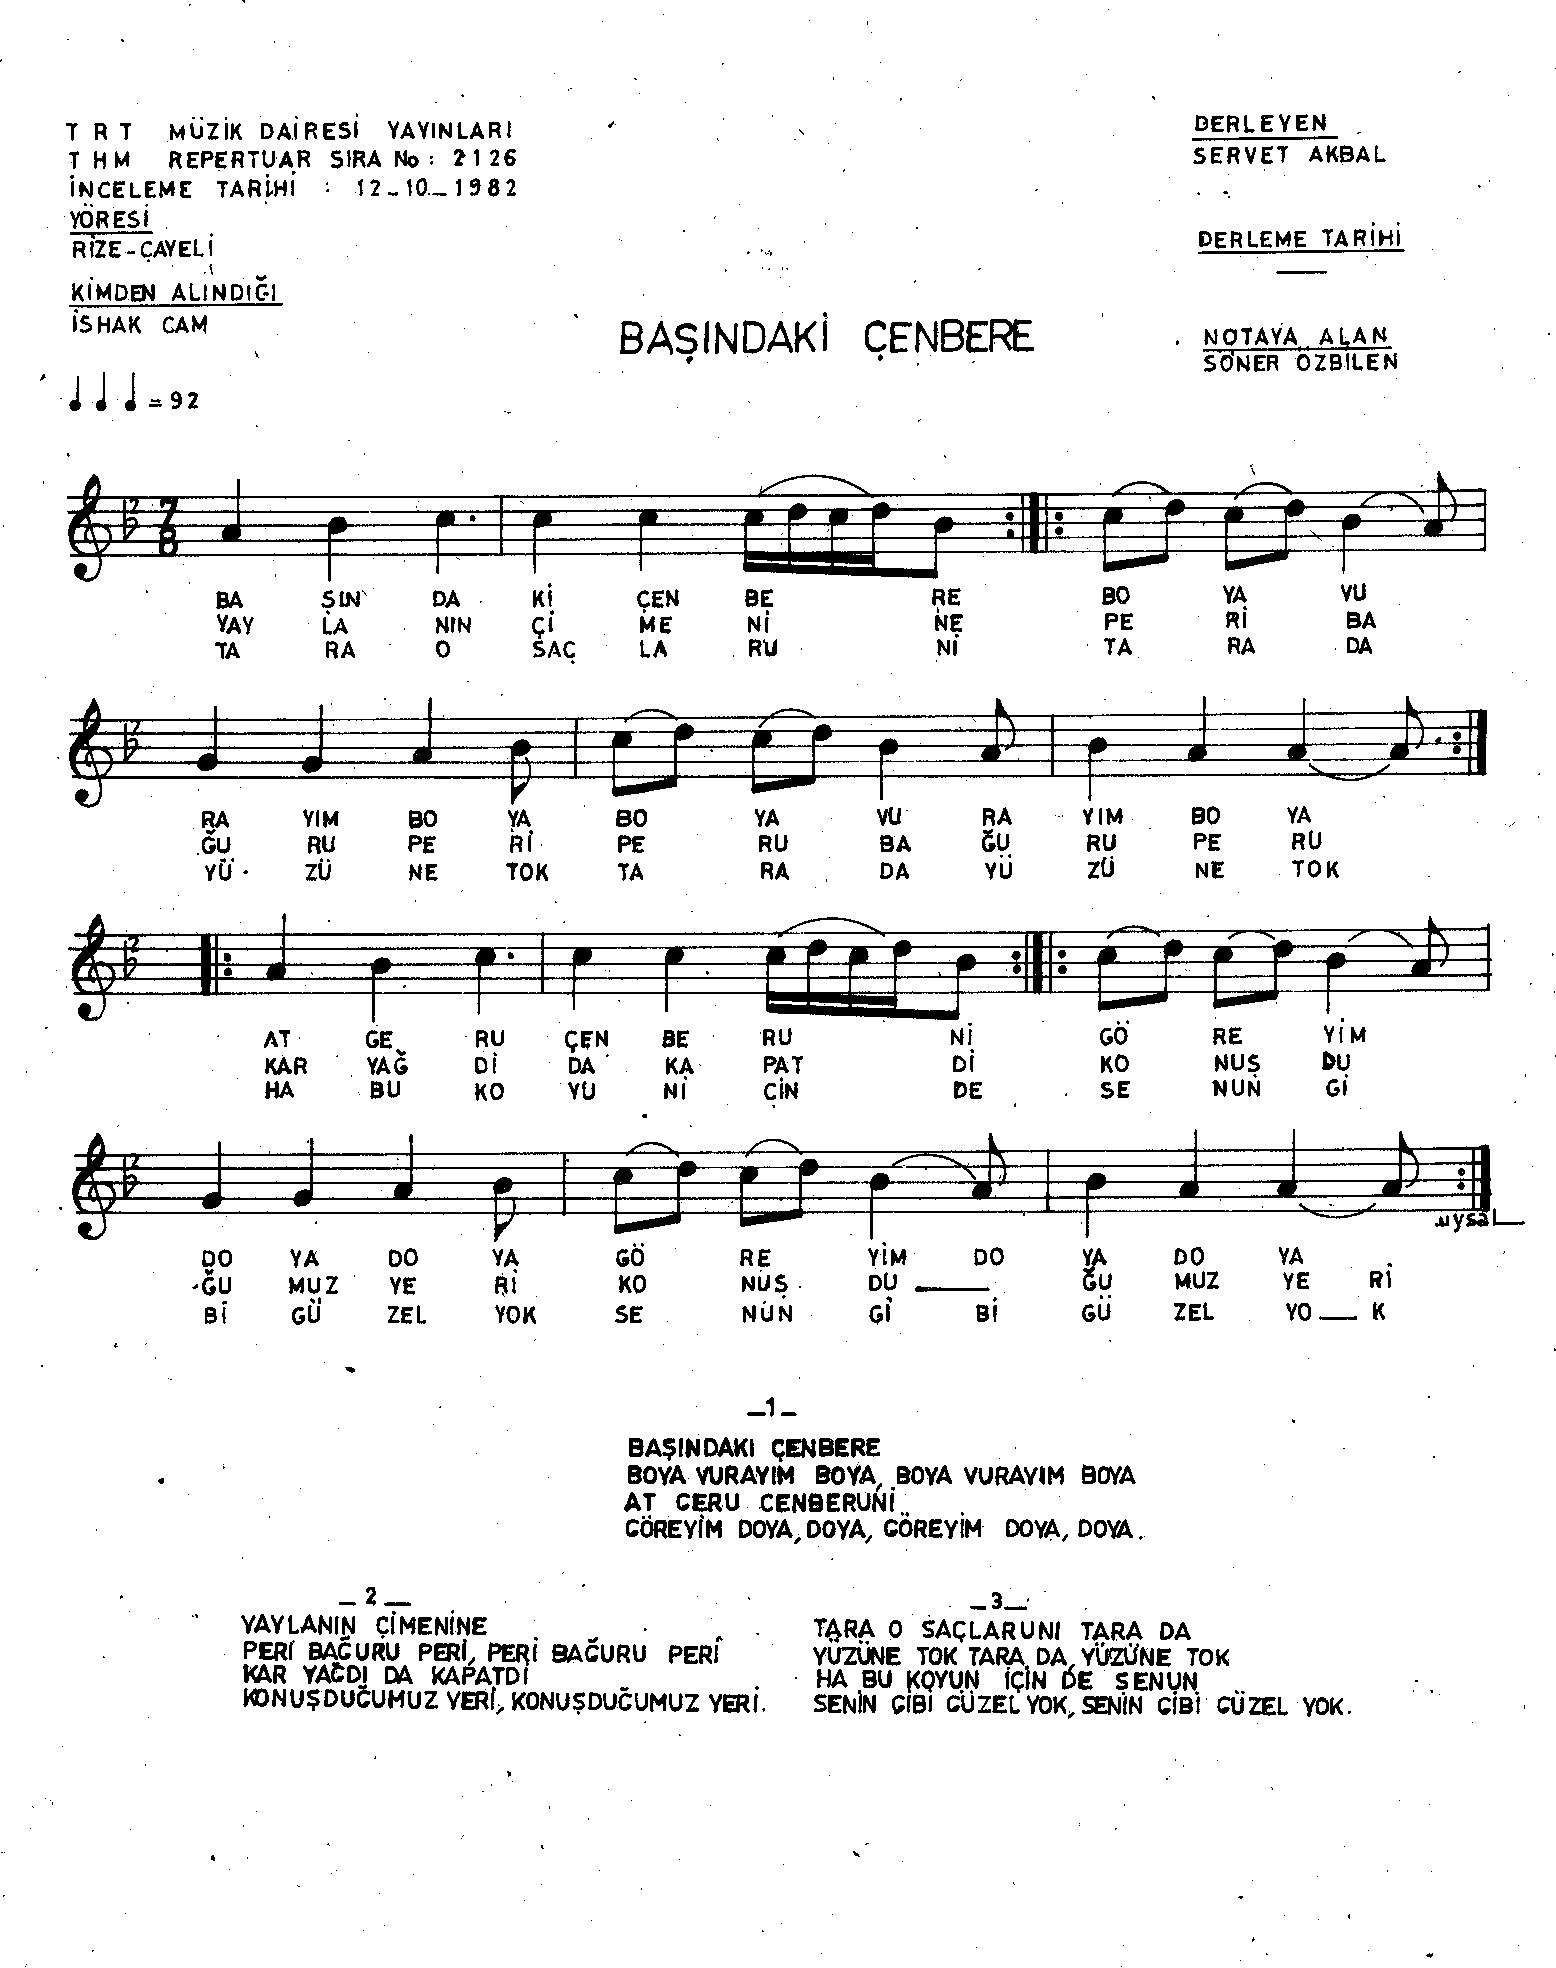 TRT MÜZİK DAİRESİ YAYINLARI
THM REPERTUAR SIRA No: 2126
İNCELEME TARİHİ : 12-10-1982
YÖRESİ
RİZE-ÇAYELİ
KİMDEN ALINDIĞI
İSHAK CAM
DERLEYEN
SERVET AKBAL
DERLEME TARİHİ
NOTAYA ALAN
SONER ÖZBİLEN
BAŞINDAKİ ÇENBERE
= 92
7
8
BA ŞIN DA Kİ ÇEN BE RE BO YA VU
YAY LA NIN Çİ ME Nİ NE PE Rİ BA
TA RA O SAÇ LA RU Nİ TA RA DA
RA YIM BO YA BO YA VU RA YIM BO YA
ĞU RU PE Rİ PE RU BA ĞU RU PE RU
YÜ ZÜ NE TOK TA RA DA YÜ ZÜ NE TOK
AT GE RU ÇEN BE RU Nİ GÖ RE YİM
KAR YAĞ Dİ DA KA PAT Dİ KO NUŞ DU
HA BU KO YU Nİ ÇİN DE SE NUN Gİ
DO YA DO YA GÖ RE YİM DO YA DO YA
ĞU MUZ YE Rİ KO NUŞ DU ĞU MUZ YE Rİ
Bİ GÜ ZEL YOK SE NUN Gİ Bİ GÜ ZEL YO K
uysal
_1_
BAŞINDAKI ÇENBERE
BOYA VURAYIM BOYA, BOYA VURAYIM BOYA
AT GERU CENBERUNİ
GÖREYİM DOYA, DOYA, GÖREYİM DOYA, DOYA.
_2_
YAYLANIN ÇİMENİNE
PERİ BAĞURU PERİ, PERİ BAĞURU PERİ
KAR YAĞDI DA KAPATDİ
KONUŞDUĞUMUZ YERİ, KONUŞDUĞUMUZ YERİ.
_3_
TARA O SAÇLARUNI TARA DA
YÜZÜNE TOK TARA DA, YÜZÜNE TOK
HA BU KOYUN İÇİN DE SENUN
SENİN GİBİ GÜZEL YOK, SENİN GİBİ GÜZEL YOK.